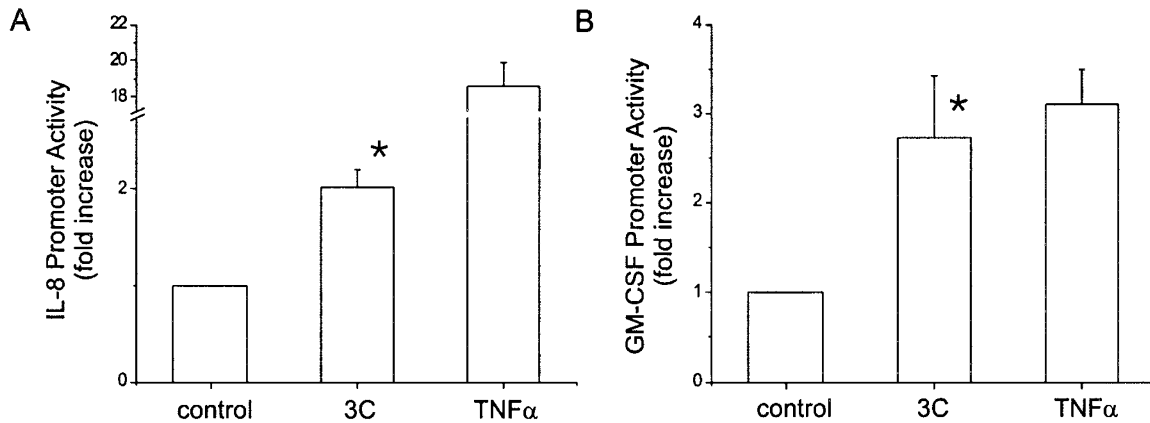 A
IL-8 Promoter Activity
(fold increase)
22
20
18
2
0
*
control 3C TNFα
B
GM-CSF Promoter Activity
(fold increase)
4
3
2
1
0
*
control 3C TNFα